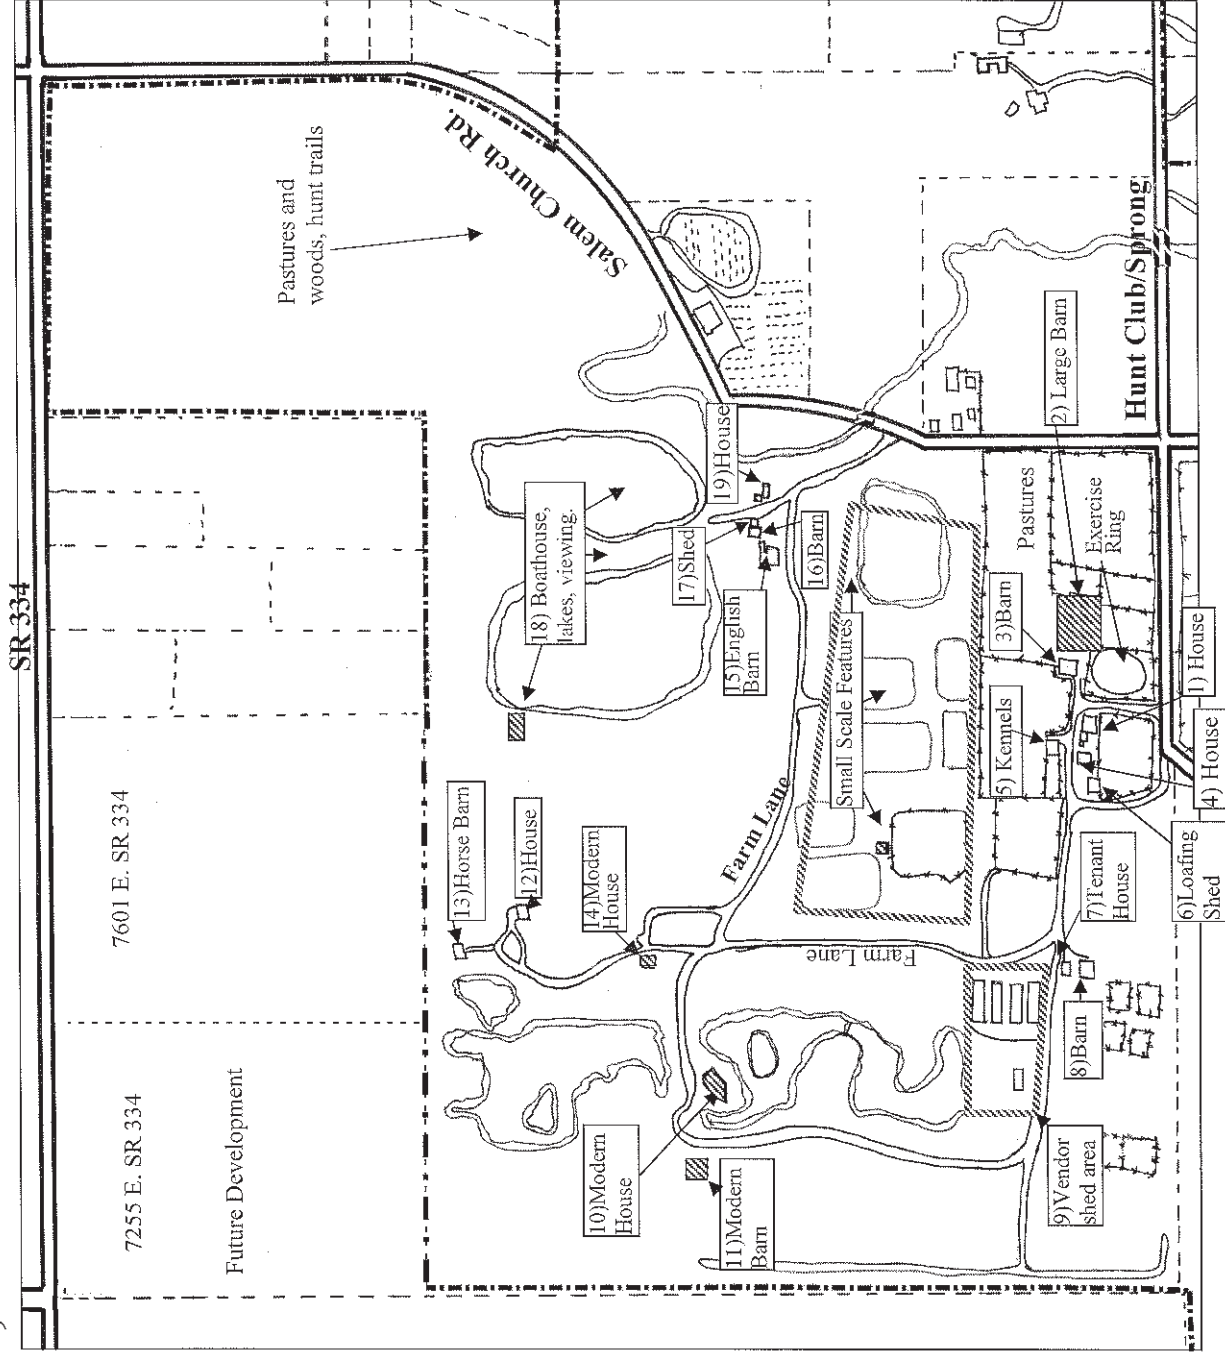 SR 334
7255 E. SR 334
Future Development
7601 E. SR 334
Pastures and
woods, hunt trails
Salem Church Rd.
13)Horse Barn
12)House
14)Modern
House
10)Modern
House
11)Modern
Barn
18) Boathouse,
lakes, viewing.
17)Shed
19)House
15)English
Barn
16)Barn
Farm Lane
Farm Lane
Small Scale Features
Pastures
Exercise
Ring
2) Large Barn
3)Barn
5) Kennels
1) House
4) House
6)Loafing
Shed
7)Tenant
House
8)Barn
9)Vendor
shed area
Hunt Club/Sprong